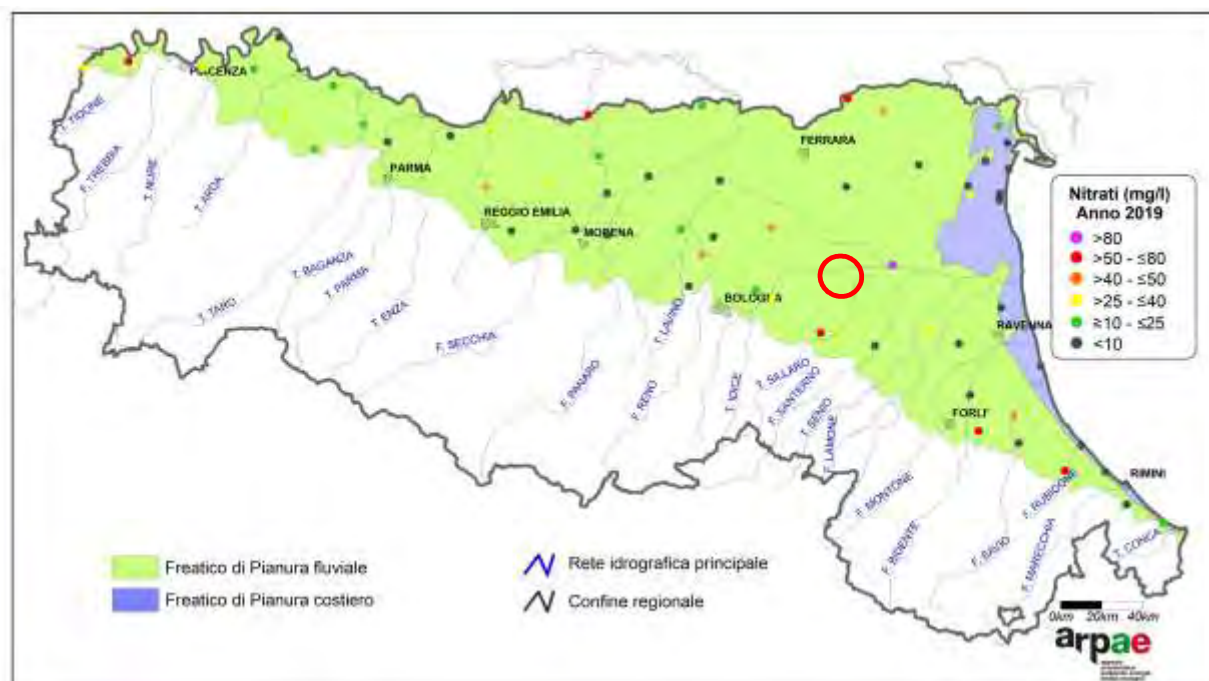 PIACENZA
T. TIDONE
F. TREBBIA
T. NURE
T. ARDA
PARMA
FERRARA
REGGIO EMILIA
MODENA
T. BAGANZA
T. PARMA
T. TARO
T. ENZA
F. SECCHIA
F. PANARO
T. LAVINO
F. RENO
BOLOGNA
T. IDICE
T. SILLARO
F. SANTERNO
T. SENIO
F. LAMONE
RAVENNA
FORLI'
F. MONTONE
F. BIDENTE
F. SAVIO
F. RUBICONE
F. MARECCHIA
RIMINI
T. CONCA
Nitrati (mg/l)
Anno 2019
>80
>50 - ≤80
>40 - ≤50
>25 - ≤40
≥10 - ≤25
<10
Freatico di Pianura fluviale
Freatico di Pianura costiero
Rete idrografica principale
Confine regionale
0km 20km 40km
arpae